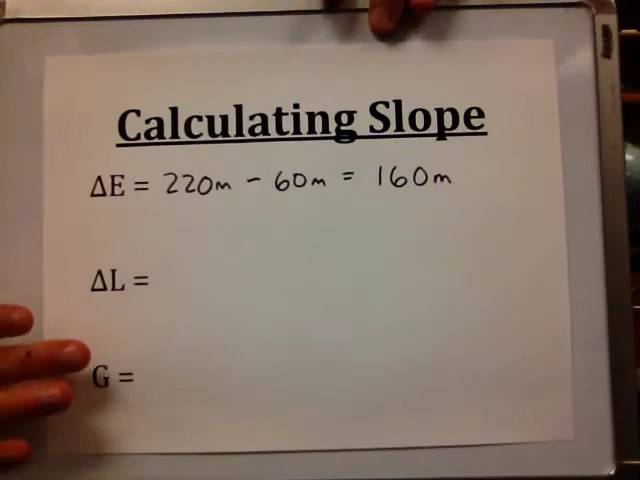 Calculating Slope
ΔE = 220m - 60m = 160m
ΔL =
G =